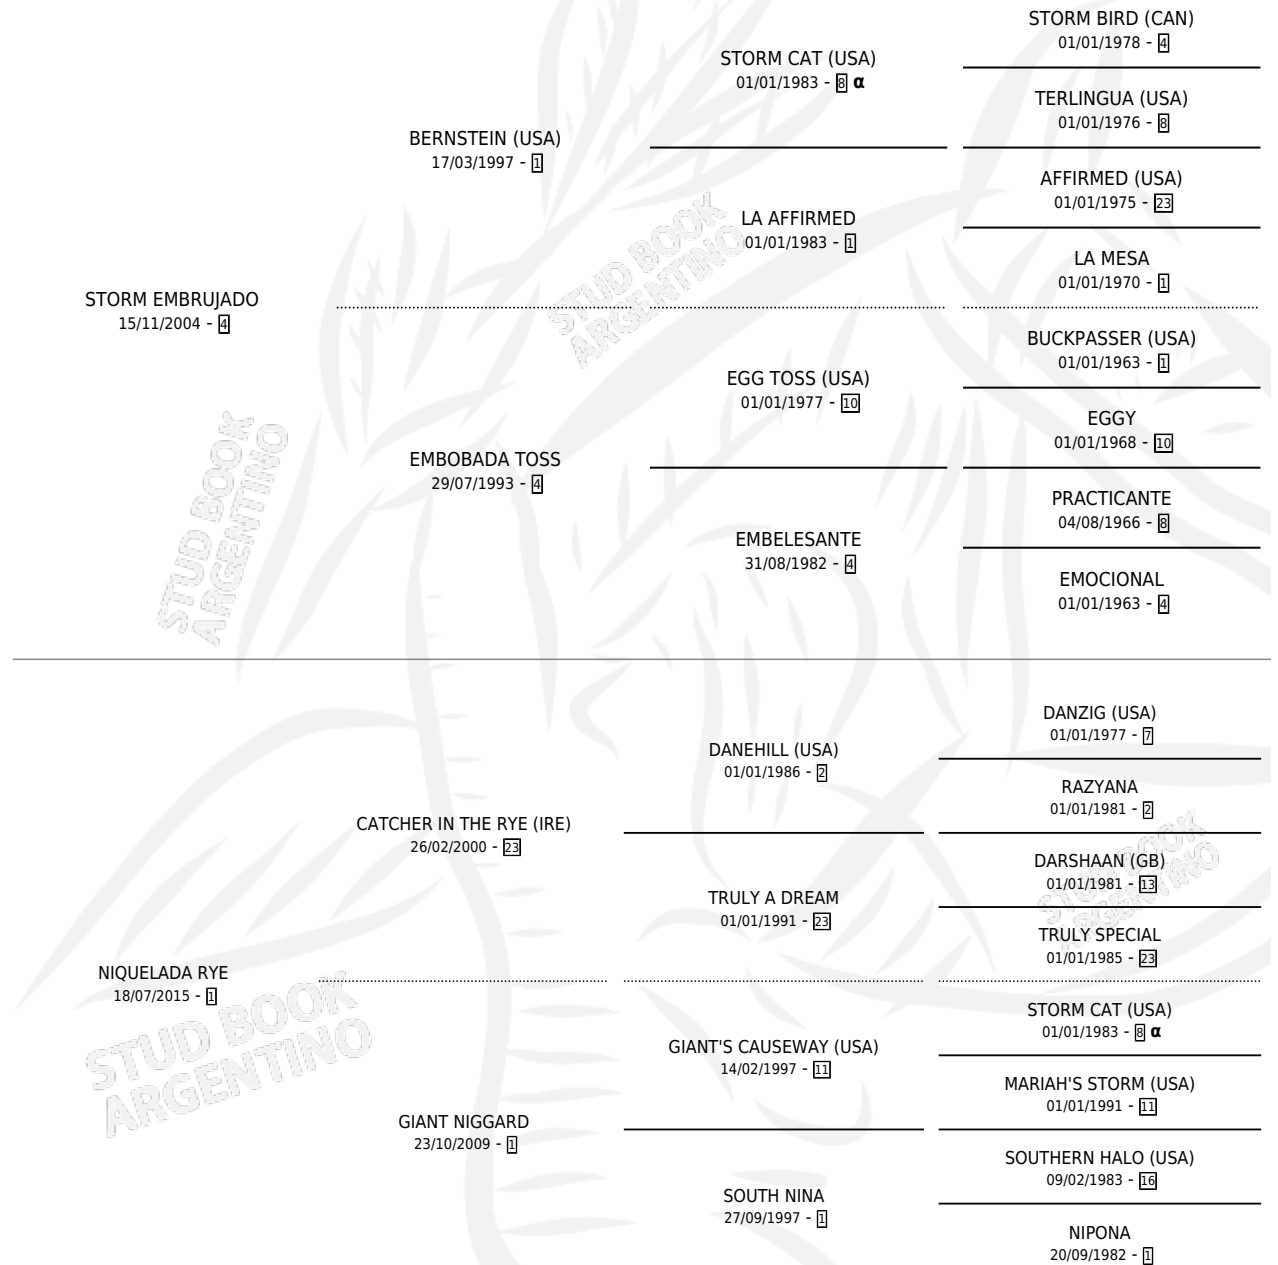 STORM BIRD (CAN)
01/01/1978 - 4
STORM CAT (USA)
01/01/1983 - 8 α
TERLINGUA (USA)
01/01/1976 - 8
BERNSTEIN (USA)
17/03/1997 - 1
AFFIRMED (USA)
01/01/1975 - 23
LA AFFIRMED
01/01/1983 - 1
LA MESA
01/01/1970 - 1
STORM EMBRUJADO
15/11/2004 - 4
BUCKPASSER (USA)
01/01/1963 - 1
EGG TOSS (USA)
01/01/1977 - 10
EGGY
01/01/1968 - 10
EMBOBADA TOSS
29/07/1993 - 4
PRACTICANTE
04/08/1966 - 8
EMBELESANTE
31/08/1982 - 4
EMOCIONAL
01/01/1963 - 4
DANZIG (USA)
01/01/1977 - 7
DANEHILL (USA)
01/01/1986 - 2
RAZYANA
01/01/1981 - 2
CATCHER IN THE RYE (IRE)
26/02/2000 - 23
DARSHAAN (GB)
01/01/1981 - 13
TRULY A DREAM
01/01/1991 - 23
TRULY SPECIAL
01/01/1985 - 23
NIQUELADA RYE
18/07/2015 - 1
STORM CAT (USA)
01/01/1983 - 8 α
GIANT'S CAUSEWAY (USA)
14/02/1997 - 11
MARIAH'S STORM (USA)
01/01/1991 - 11
GIANT NIGGARD
23/10/2009 - 1
SOUTHERN HALO (USA)
09/02/1983 - 16
SOUTH NINA
27/09/1997 - 1
NIPONA
20/09/1982 - 1
STUD BOOK
ARGENTINO
STUD BOOK
ARGENTINO
STUD BOOK
ARGENTINO
STUD BOOK
ARGENTINO